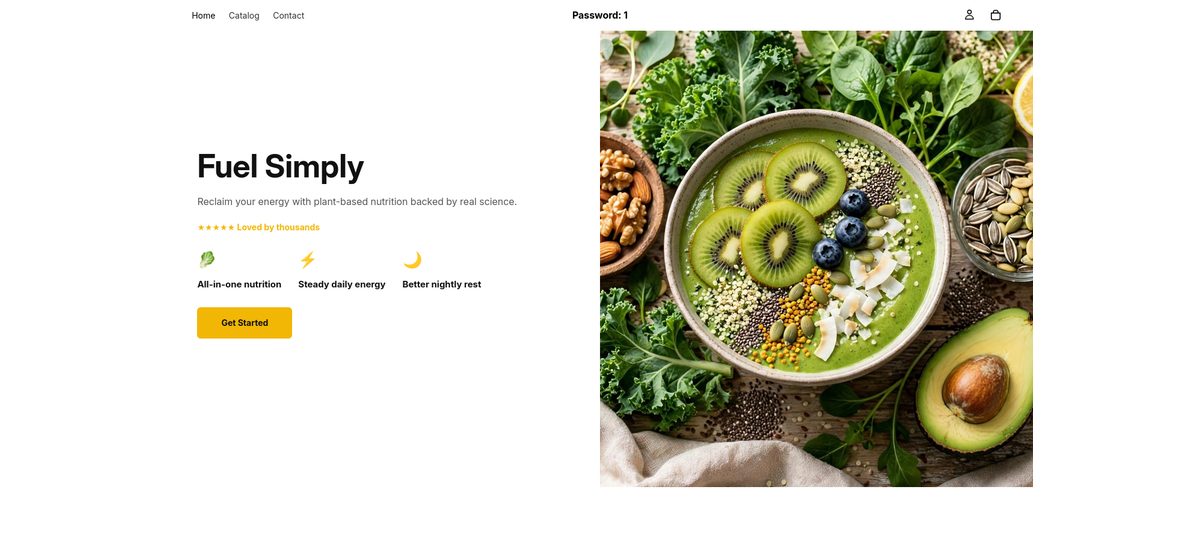 Home Catalog Contact Password: 1
Fuel Simply
Reclaim your energy with plant-based nutrition backed by real science.
★★★★★ Loved by thousands
All-in-one nutrition Steady daily energy Better nightly rest
Get Started